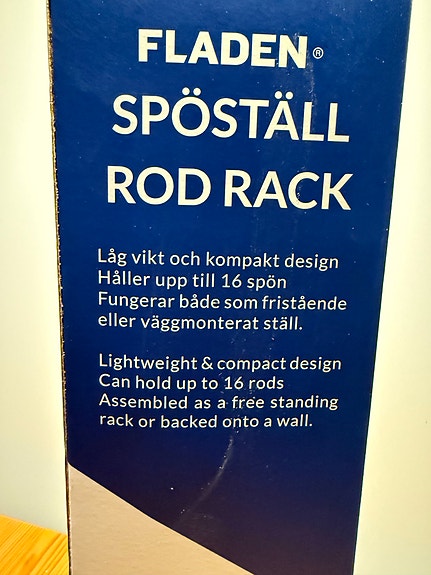 FLADEN®
SPÖSTÄLL
ROD RACK
Låg vikt och kompakt design
Håller upp till 16 spön
Fungerar både som fristående
eller väggmonterat ställ.
Lightweight & compact design
Can hold up to 16 rods
Assembled as a free standing
rack or backed onto a wall.